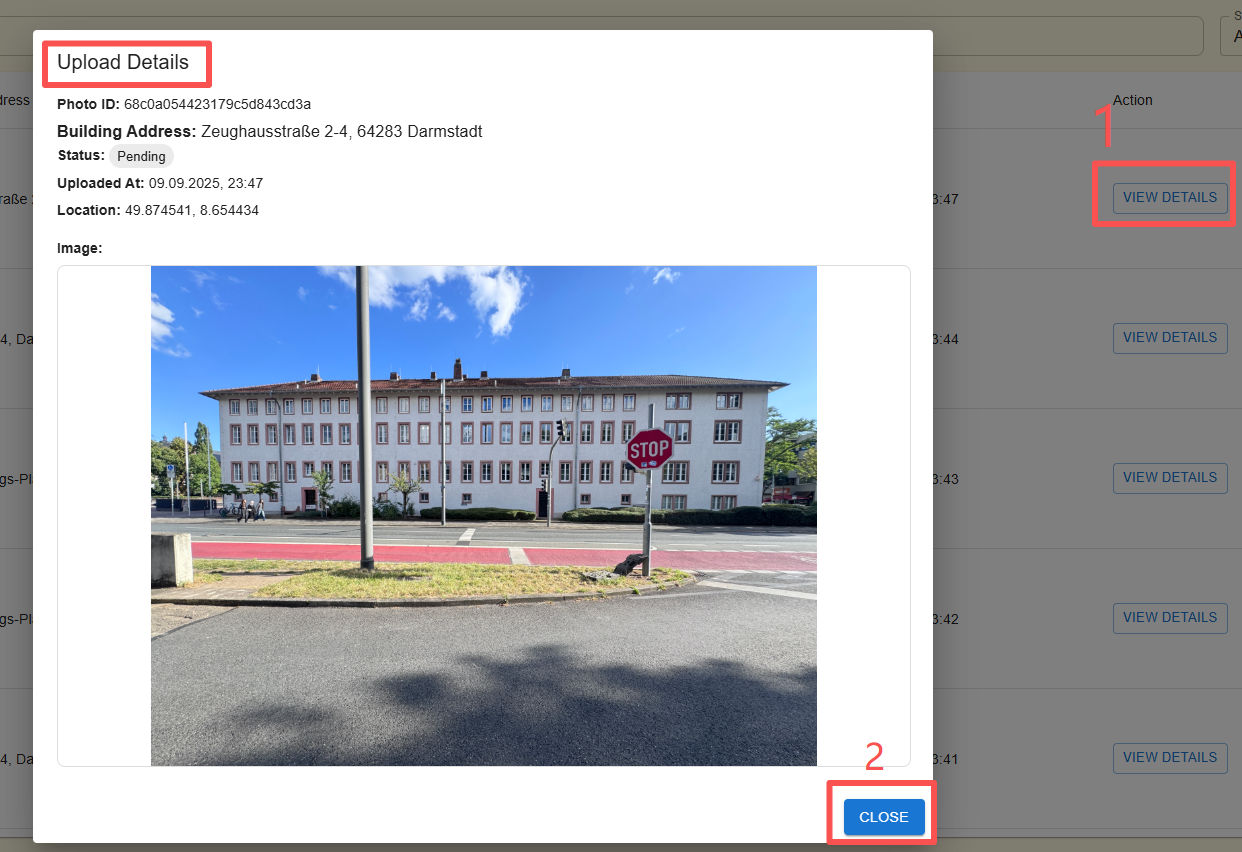 S
A
Upload Details
dress
Action
1
Photo ID: 68c0a054423179c5d843cd3a
Building Address: Zeughausstraße 2-4, 64283 Darmstadt
Status: Pending
Uploaded At: 09.09.2025, 23:47
raße 2
3:47
VIEW DETAILS
Location: 49.874541, 8.654434
Image:
4, Da
3:44
VIEW DETAILS
STOP
gs-Pla
3:43
VIEW DETAILS
gs-Pla
3:42
VIEW DETAILS
2
4, Da
3:41
VIEW DETAILS
CLOSE